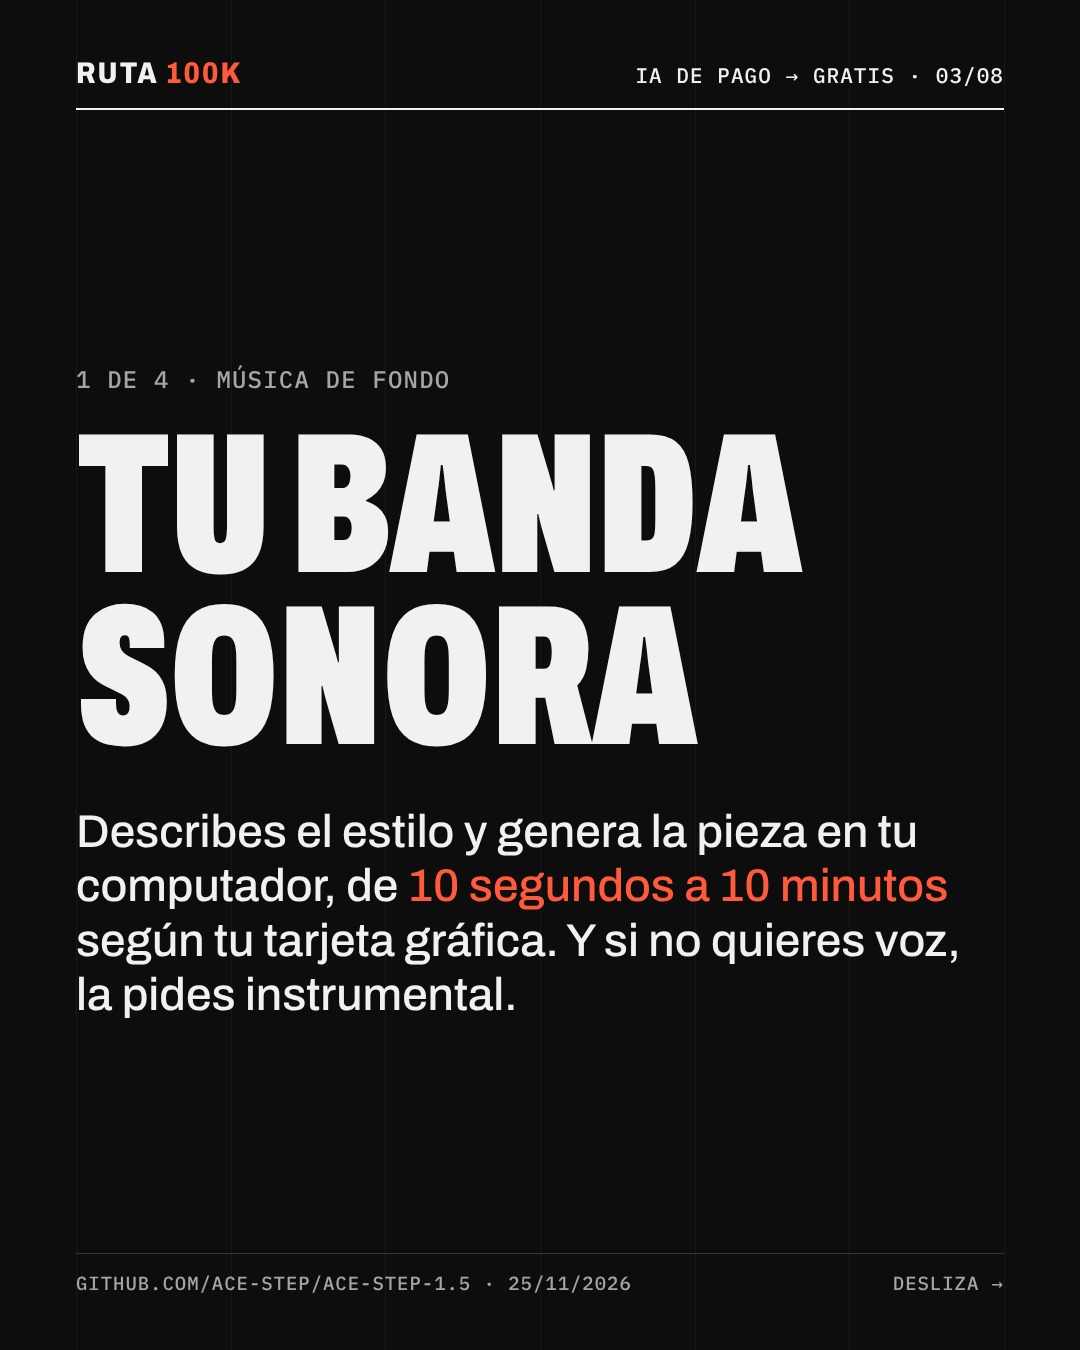 RUTA 100K
IA DE PAGO → GRATIS · 03/08
1 DE 4 · MÚSICA DE FONDO
TU BANDA
SONORA
Describes el estilo y genera la pieza en tu
computador, de 10 segundos a 10 minutos
según tu tarjeta gráfica. Y si no quieres voz,
la pides instrumental.
GITHUB.COM/ACE-STEP/ACE-STEP-1.5 · 25/11/2026
DESLIZA →